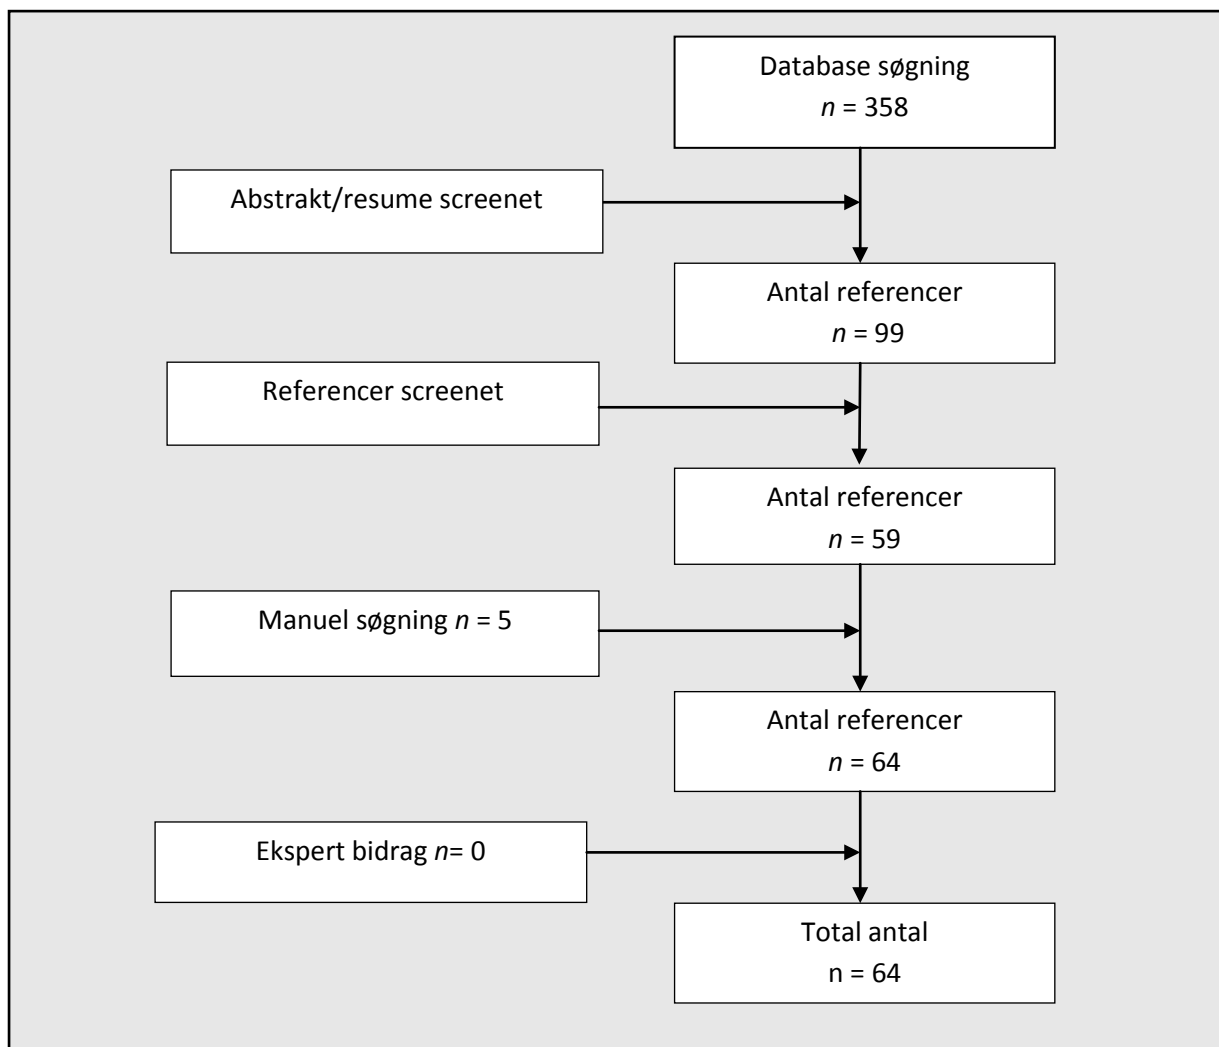 Database søgning
n = 358
Abstrakt/resume screenet
Antal referencer
n = 99
Referencer screenet
Antal referencer
n = 59
Manuel søgning n = 5
Antal referencer
n = 64
Ekspert bidrag n= 0
Total antal
n = 64